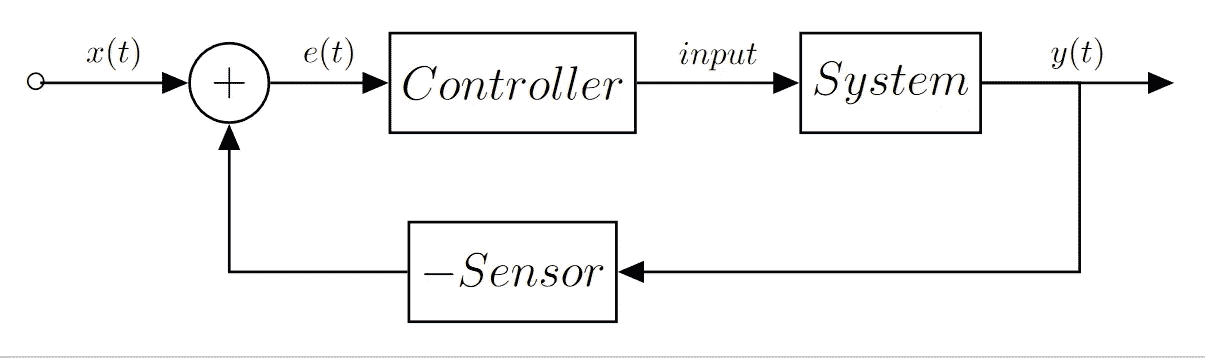 x(t)
+
e(t)
Controller
input
System
y(t)
−Sensor